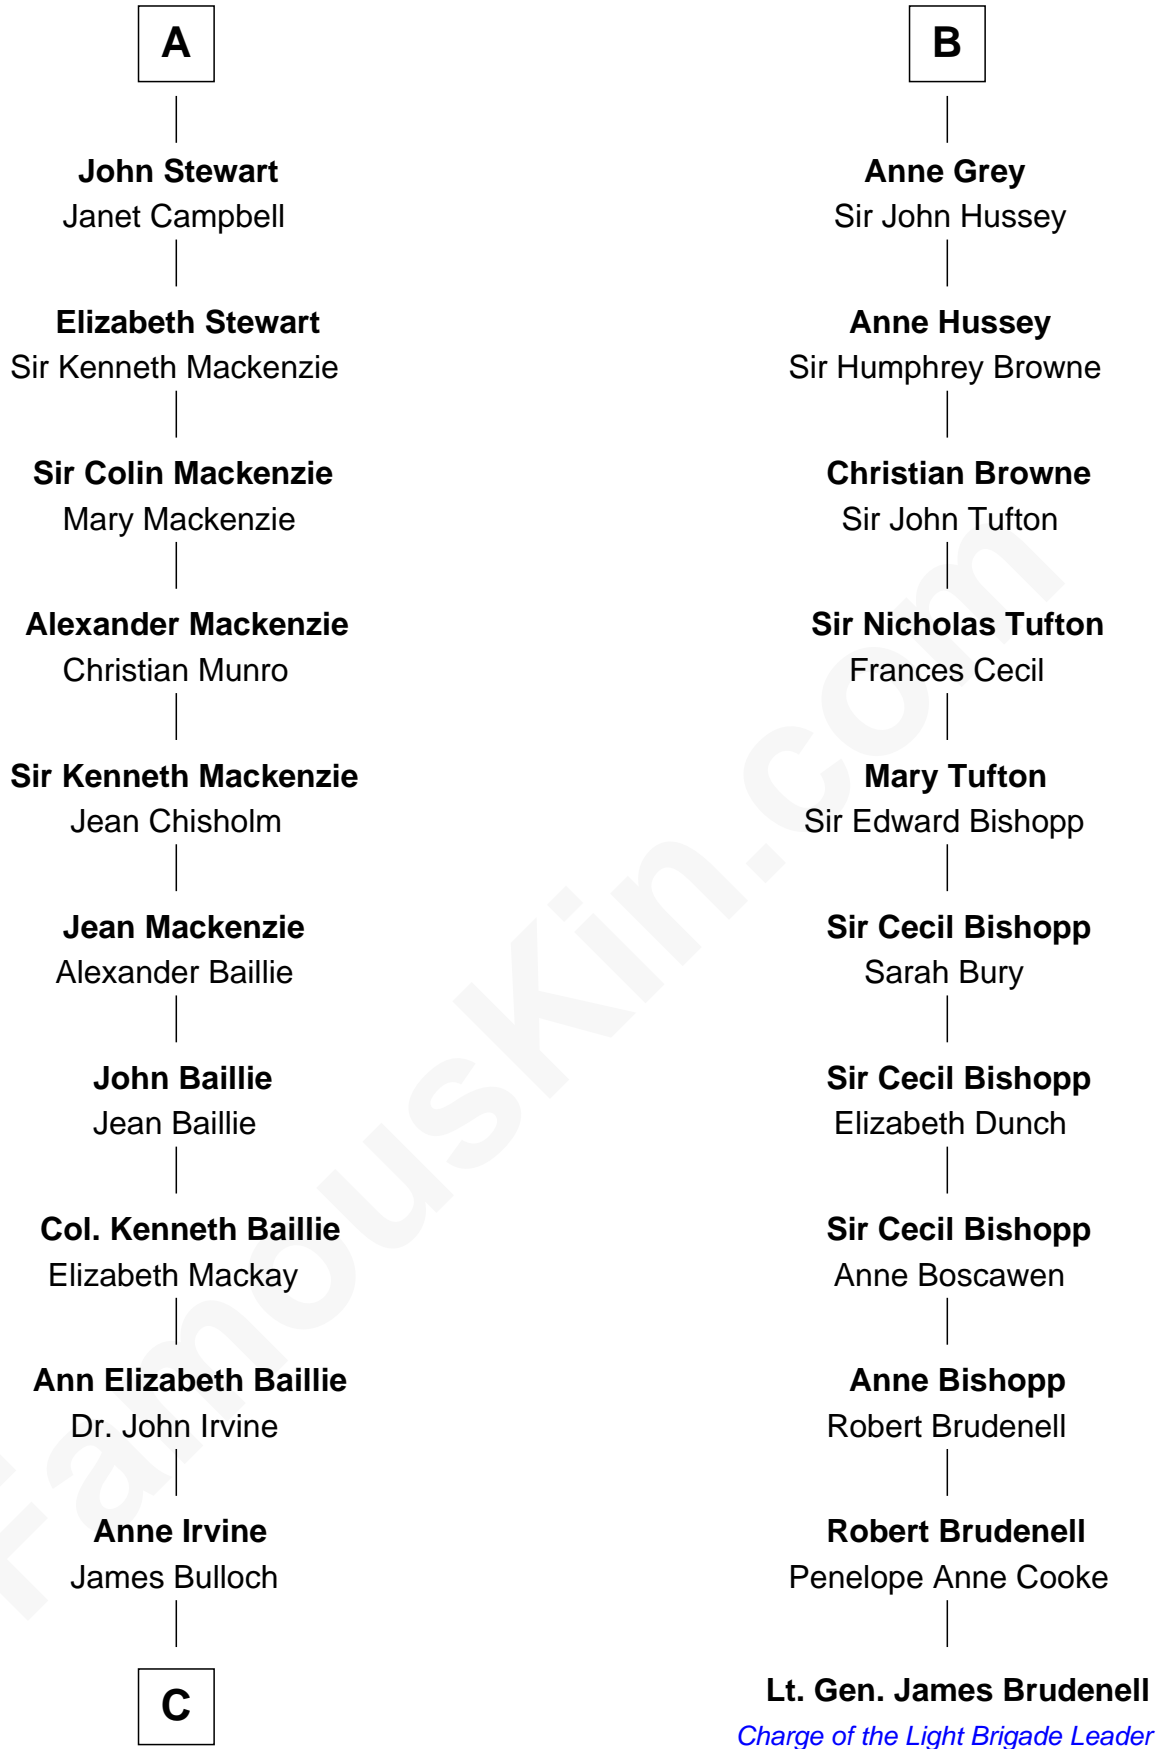 A
John Stewart
Janet Campbell
Elizabeth Stewart
Sir Kenneth Mackenzie
Sir Colin Mackenzie
Mary Mackenzie
Alexander Mackenzie
Christian Munro
Sir Kenneth Mackenzie
Jean Chisholm
Jean Mackenzie
Alexander Baillie
John Baillie
Jean Baillie
Col. Kenneth Baillie
Elizabeth Mackay
Ann Elizabeth Baillie
Dr. John Irvine
Anne Irvine
James Bulloch
C
B
Anne Grey
Sir John Hussey
Anne Hussey
Sir Humphrey Browne
Christian Browne
Sir John Tufton
Sir Nicholas Tufton
Frances Cecil
Mary Tufton
Sir Edward Bishopp
Sir Cecil Bishopp
Sarah Bury
Sir Cecil Bishopp
Elizabeth Dunch
Sir Cecil Bishopp
Anne Boscawen
Anne Bishopp
Robert Brudenell
Robert Brudenell
Penelope Anne Cooke
Lt. Gen. James Brudenell
Charge of the Light Brigade Leader
FamousKin.com